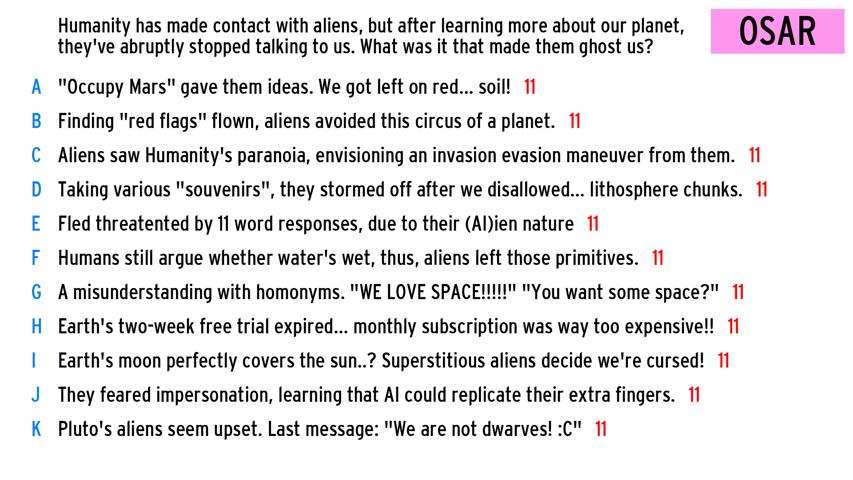 Humanity has made contact with aliens, but after learning more about our planet,
they've abruptly stopped talking to us. What was it that made them ghost us?
OSAR
A "Occupy Mars" gave them ideas. We got left on red... soil! 11
B Finding "red flags" flown, aliens avoided this circus of a planet. 11
C Aliens saw Humanity's paranoia, envisioning an invasion evasion maneuver from them. 11
D Taking various "souvenirs", they stormed off after we disallowed... lithosphere chunks. 11
E Fled threatented by 11 word responses, due to their (AI)ien nature 11
F Humans still argue whether water's wet, thus, aliens left those primitives. 11
G A misunderstanding with homonyms. "WE LOVE SPACE!!!!!" "You want some space?" 11
H Earth's two-week free trial expired... monthly subscription was way too expensive!! 11
I Earth's moon perfectly covers the sun..? Superstitious aliens decide we're cursed! 11
J They feared impersonation, learning that AI could replicate their extra fingers. 11
K Pluto's aliens seem upset. Last message: "We are not dwarves! :C" 11